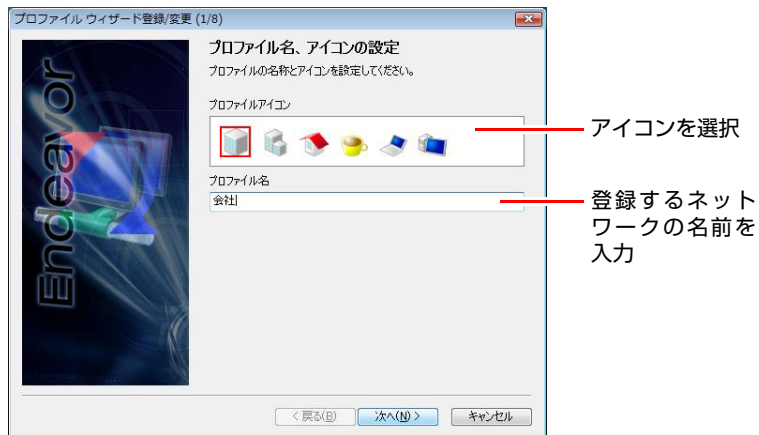 プロファイル ウィザード登録/変更 (1/8)
Endeavor
プロファイル名、アイコンの設定
プロファイルの名称とアイコンを設定してください。
プロファイルアイコン
アイコンを選択
プロファイル名
会社
登録するネット
ワークの名前を
入力
< 戻る(B)
次へ(N) >
キャンセル